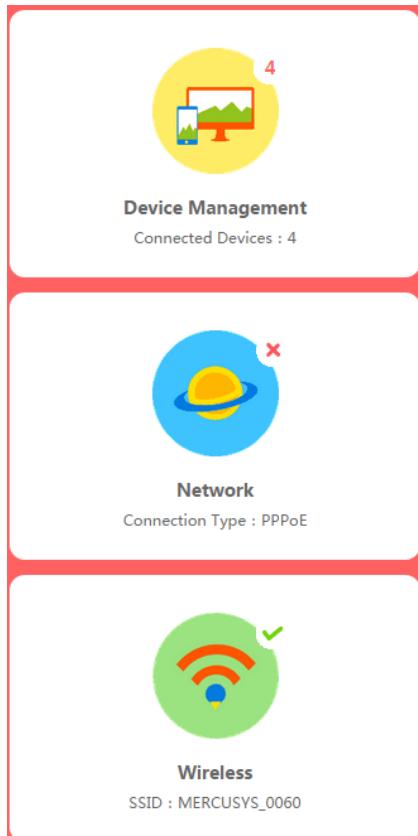 4
Device Management
Connected Devices : 4
Network
Connection Type : PPPoE
Wireless
SSID : MERCUSYS_0060